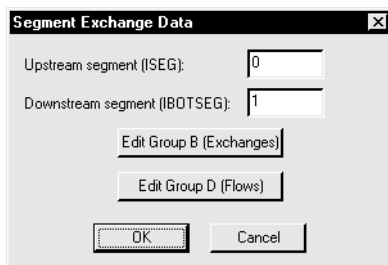 Segment Exchange Data
Upstream segment (ISEG): 0
Downstream segment (IBOTSEG): 1
Edit Group B (Exchanges)
Edit Group D (Flows)
OK Cancel